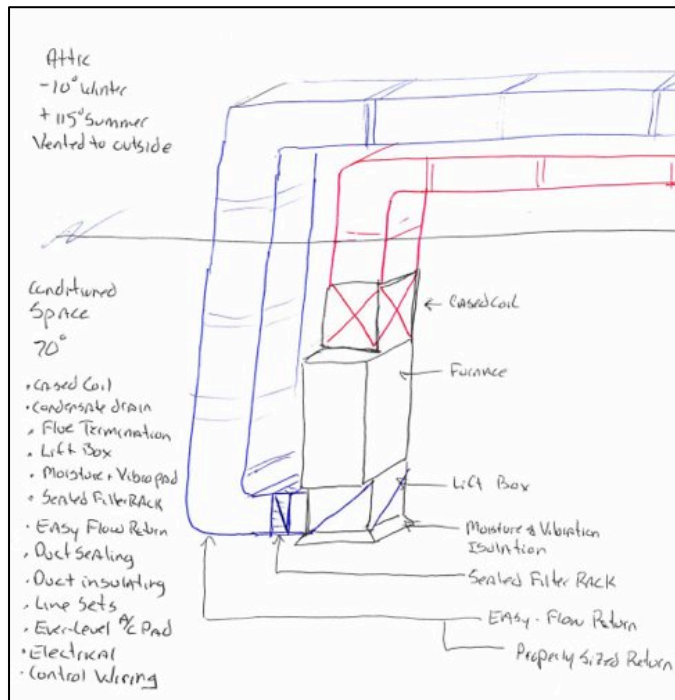 Attic
-10° Winter
+115° Summer
Vented to outside
Conditioned
Space
70°
• Cased Coil
• Condensate drain
• Flue Termination
• Lift Box
• Moisture + Vibra pad
• Sealed Filter RACK
• EASY Flow Return
• Duct Sealing
• Duct insulating
• Line Sets
• Ever-Level A/C Pad
• Electrical
• Control Wiring
Cased Coil
Furnace
Lift Box
Moisture & Vibration
Isolation
Sealed Filter RACK
EASY-Flow Return
Properly Sized Return